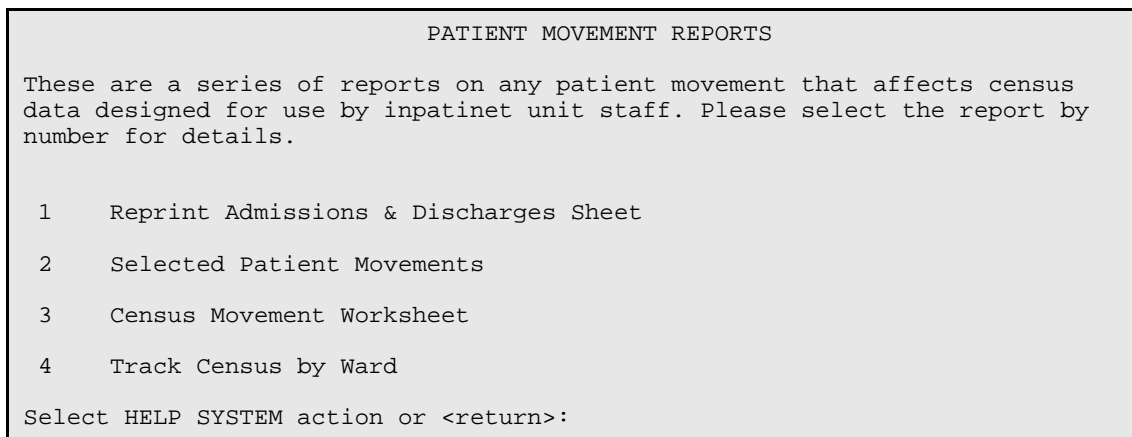 PATIENT MOVEMENT REPORTS
These are a series of reports on any patient movement that affects census
data designed for use by inpatinet unit staff. Please select the report by
number for details.
1 Reprint Admissions & Discharges Sheet
2 Selected Patient Movements
3 Census Movement Worksheet
4 Track Census by Ward
Select HELP SYSTEM action or <return>: